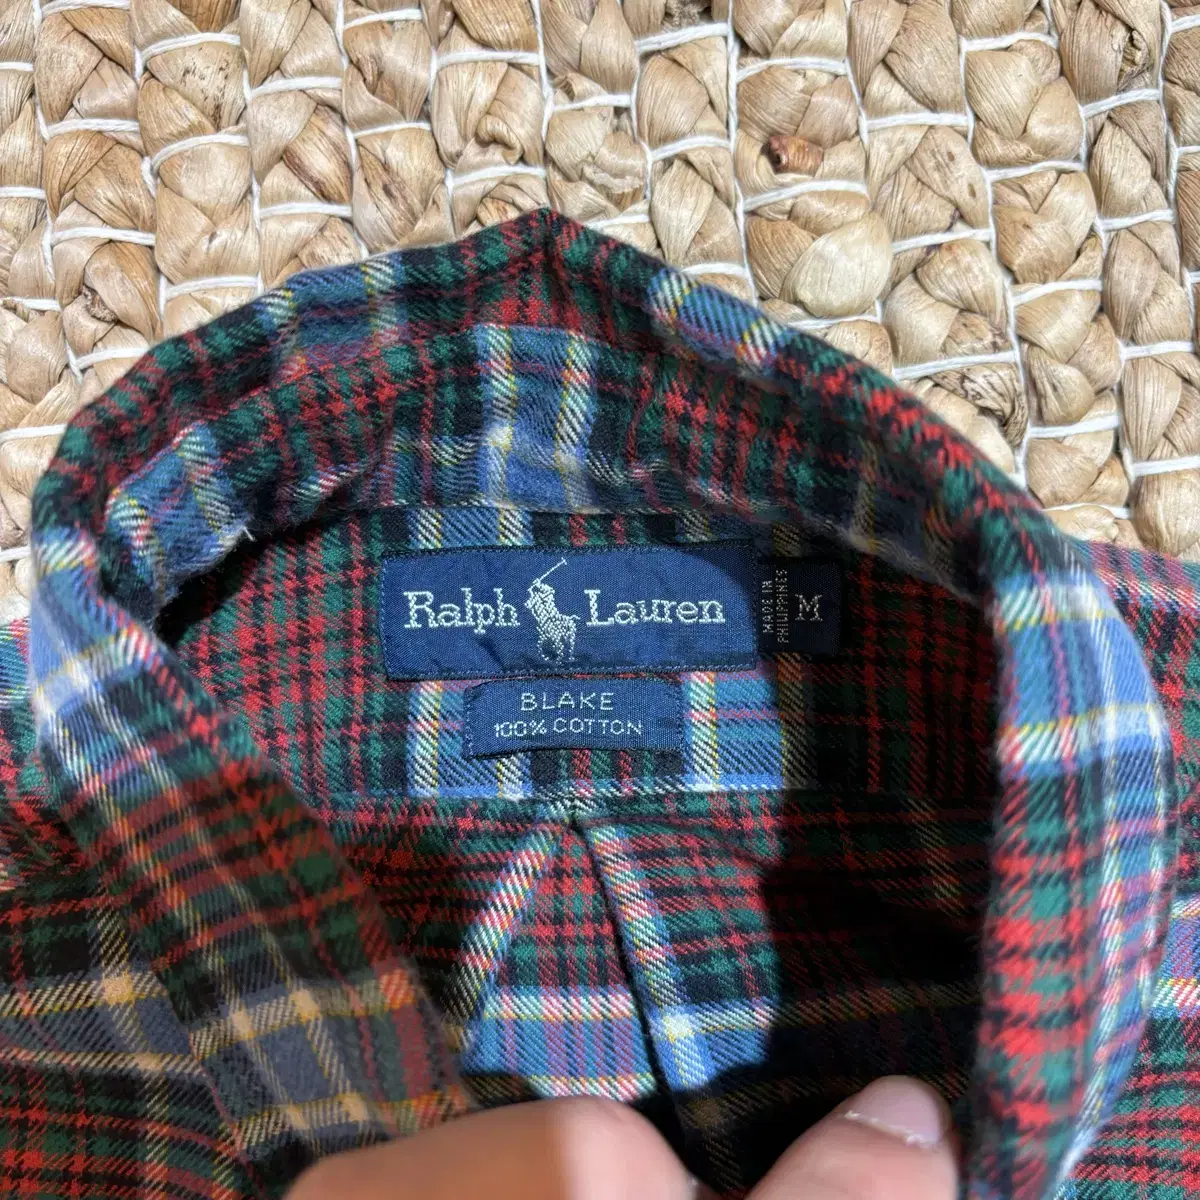 Ralph Lauren
MADE IN
PHILIPPINES
M
BLAKE
100% COTTON